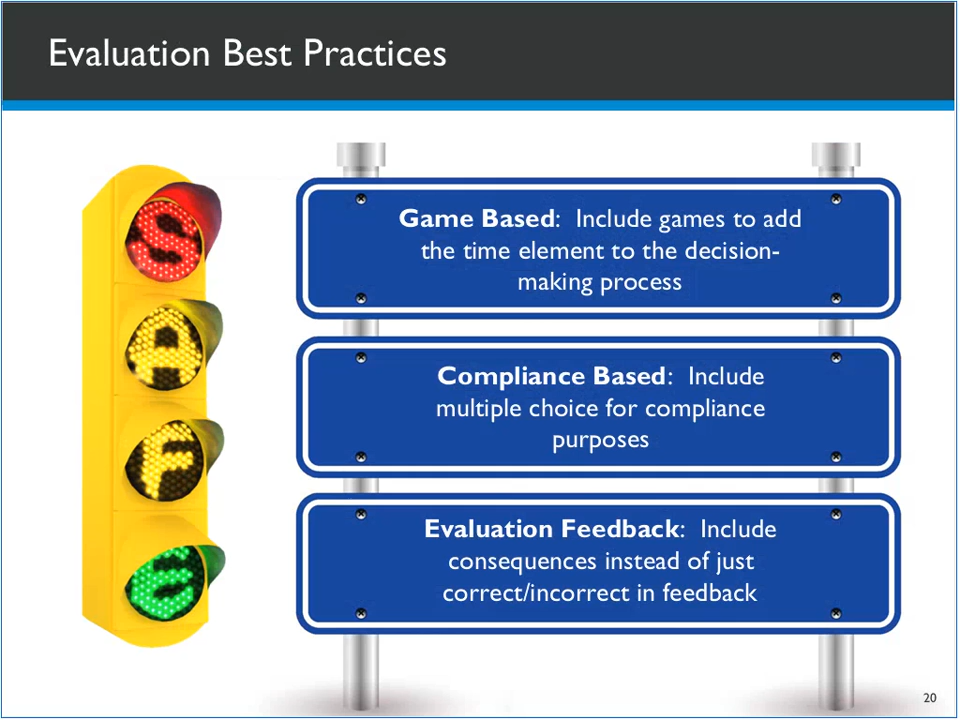 Evaluation Best Practices
S
A
F
E
Game Based:  Include games to add
the time element to the decision-
making process
Compliance Based:  Include
multiple choice for compliance
purposes
Evaluation Feedback:  Include
consequences instead of just
correct/incorrect in feedback
20